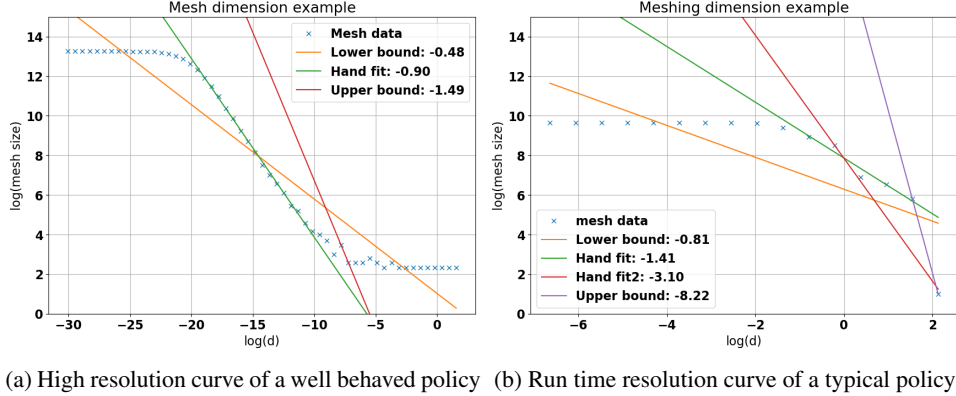 Mesh dimension example
14
12
10
8
6
4
2
0
log(mesh size)
× Mesh data
Lower bound: -0.48
Hand fit: -0.90
Upper bound: -1.49
−30 −25 −20 −15 −10 −5 0
log(d)
(a) High resolution curve of a well behaved policy
Meshing dimension example
14
12
10
8
6
4
2
0
log(mesh size)
× mesh data
Lower bound: -0.81
Hand fit: -1.41
Hand fit2: -3.10
Upper bound: -8.22
−6 −4 −2 0 2
log(d)
(b) Run time resolution curve of a typical policy